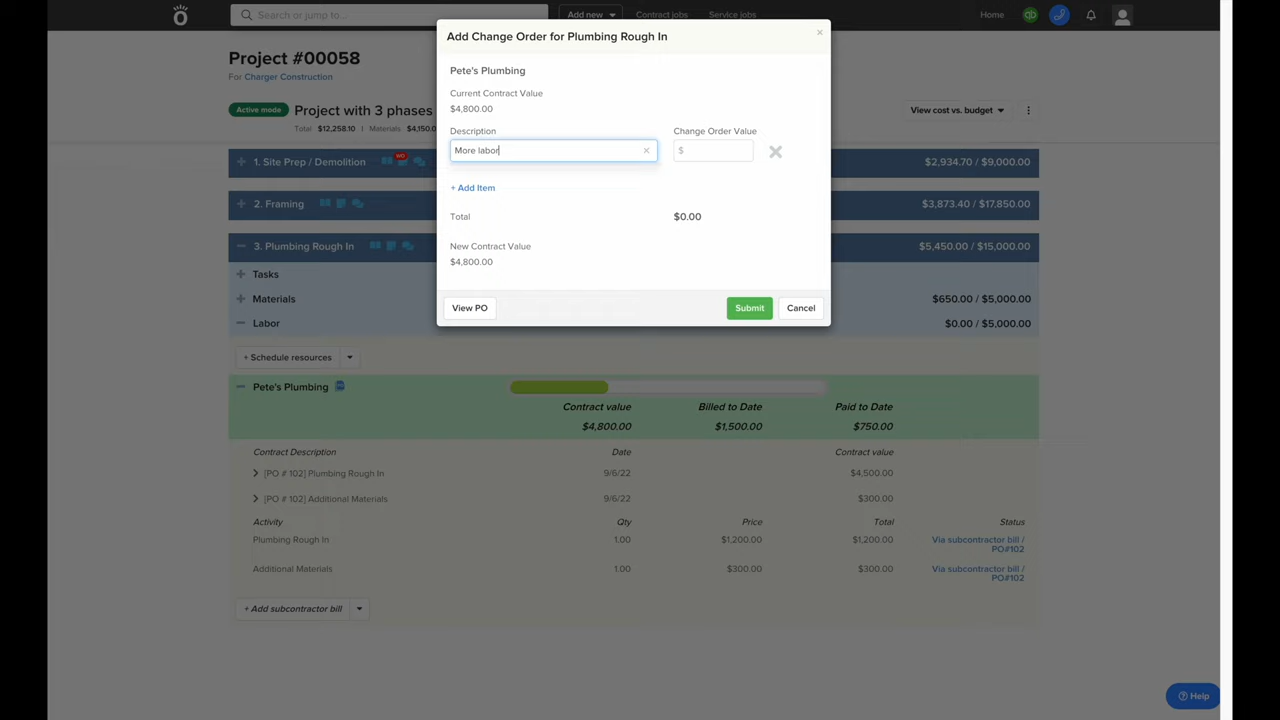 Search or jump to...
Add new
Contract jobs
Service jobs
Home
qb
Project #00058
For Charger Construction
Active mode
Project with 3 phases
Total $12,258.10 | Materials $4,150.0
View cost vs. budget
+ 1. Site Prep / Demolition
WO
$2,934.70 / $9,000.00
+ 2. Framing
$3,873.40 / $17,850.00
− 3. Plumbing Rough In
$5,450.00 / $15,000.00
+ Tasks
+ Materials
$650.00 / $5,000.00
− Labor
$0.00 / $5,000.00
+ Schedule resources
− Pete's Plumbing
Contract value Billed to Date Paid to Date
$4,800.00 $1,500.00 $750.00
Contract Description Date Contract value
[PO # 102] Plumbing Rough In 9/6/22 $4,500.00
[PO # 102] Additional Materials 9/6/22 $300.00
Activity Qty Price Total Status
Plumbing Rough In 1.00 $1,200.00 $1,200.00 Via subcontractor bill /
PO#102
Additional Materials 1.00 $300.00 $300.00 Via subcontractor bill /
PO#102
+ Add subcontractor bill
Add Change Order for Plumbing Rough In
×
Pete's Plumbing
Current Contract Value
$4,800.00
Description Change Order Value
More labor × $
+ Add Item
Total $0.00
New Contract Value
$4,800.00
View PO
Submit
Cancel
Help